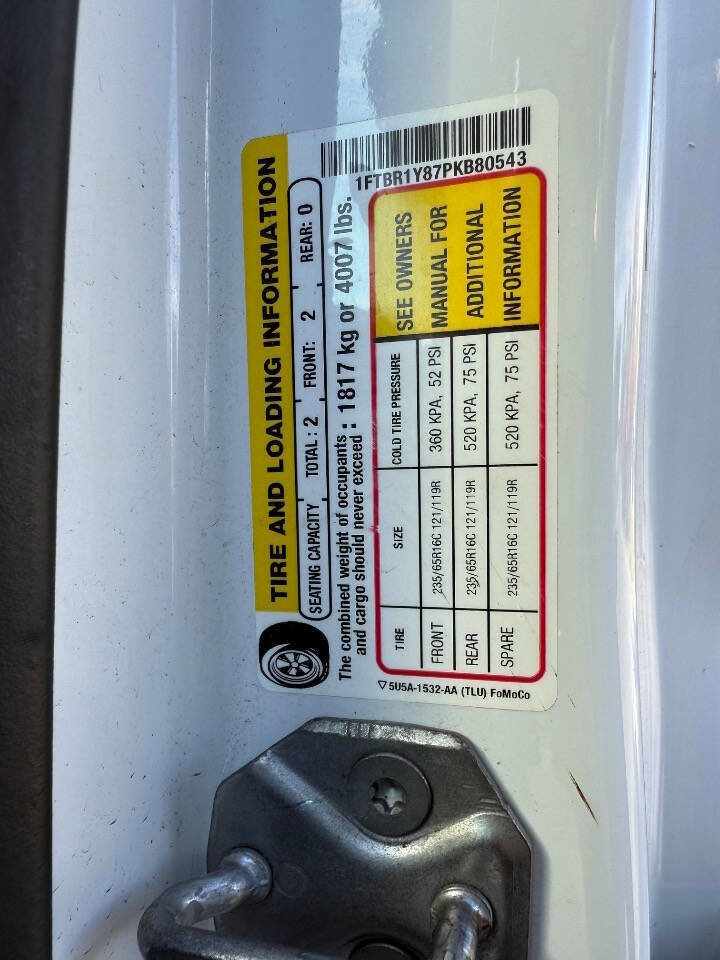 1FTBR1Y87PKB80543
TIRE AND LOADING INFORMATION
SEATING CAPACITY TOTAL : 2 FRONT: 2 REAR: 0
The combined weight of occupants : 1817 kg or 4007 lbs.
and cargo should never exceed
TIRE SIZE COLD TIRE PRESSURE
FRONT 235/65R16C 121/119R 360 KPA, 52 PSI
REAR 235/65R16C 121/119R 520 KPA, 75 PSI
SPARE 235/65R16C 121/119R 520 KPA, 75 PSI
SEE OWNERS
MANUAL FOR
ADDITIONAL
INFORMATION
▽5U5A-1532-AA (TLU) FoMoCo